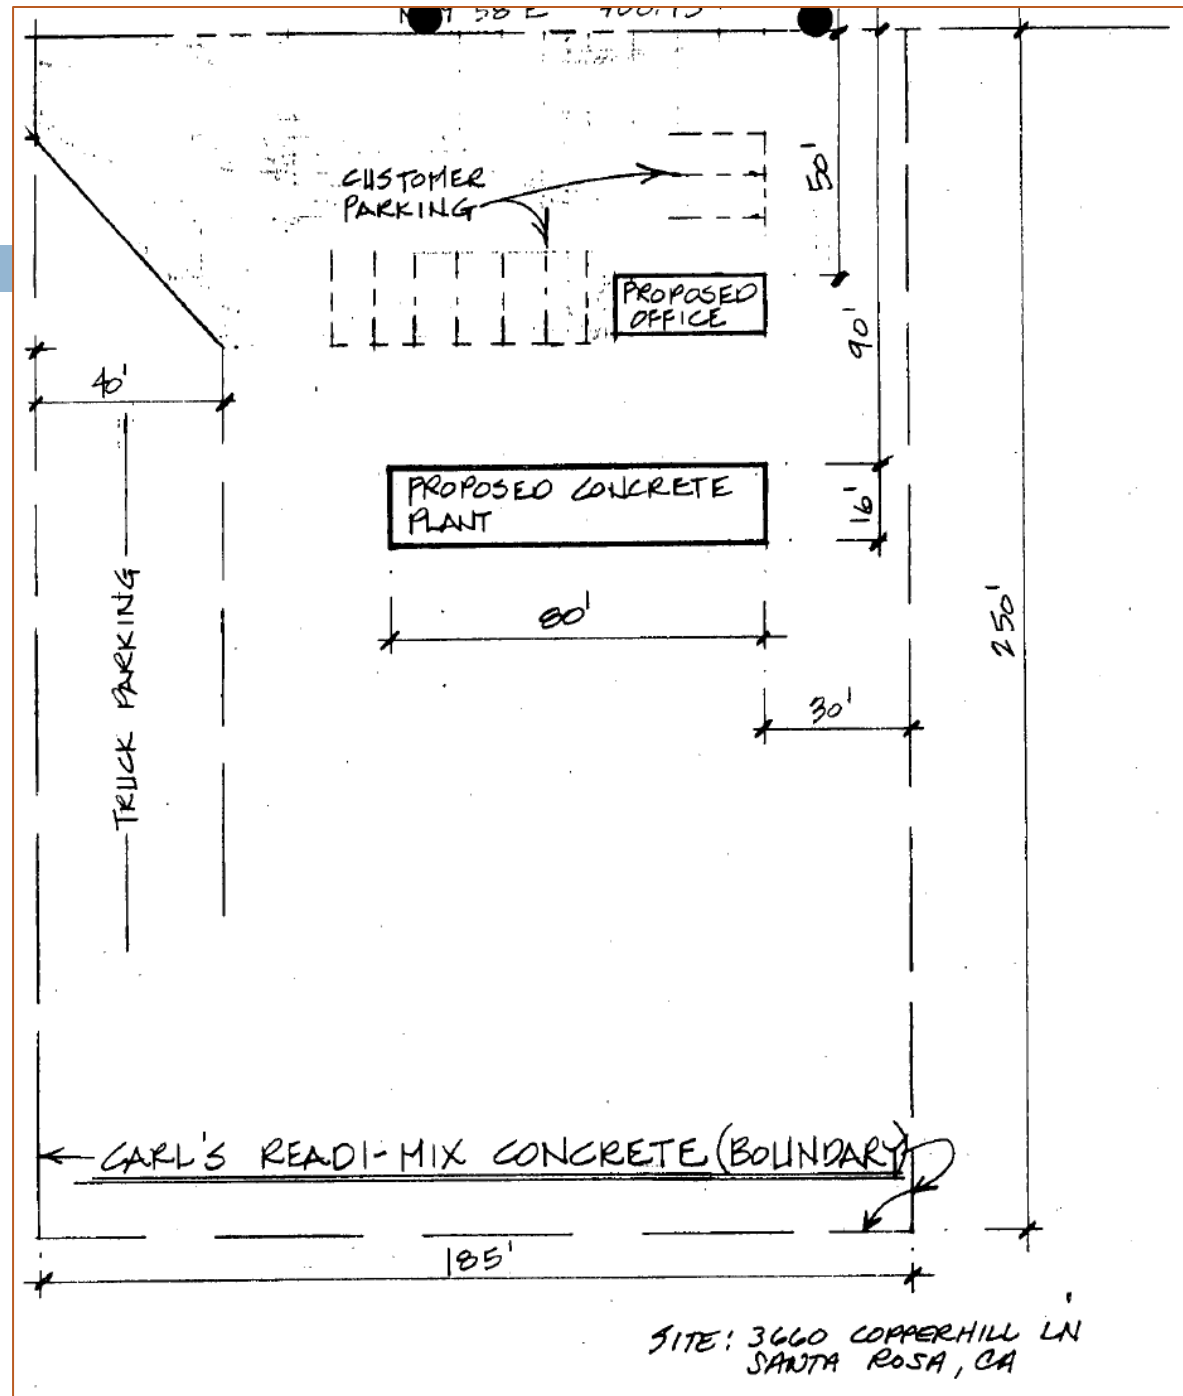 58 E
CUSTOMER
PARKING
50'
PROPOSED
OFFICE
90'
40'
PROPOSED CONCRETE
PLANT
16'
80'
TRUCK PARKING
250'
30'
CARL'S READI-MIX CONCRETE (BOUNDARY)
185'
SITE: 3660 COPPERHILL LN
SANTA ROSA, CA